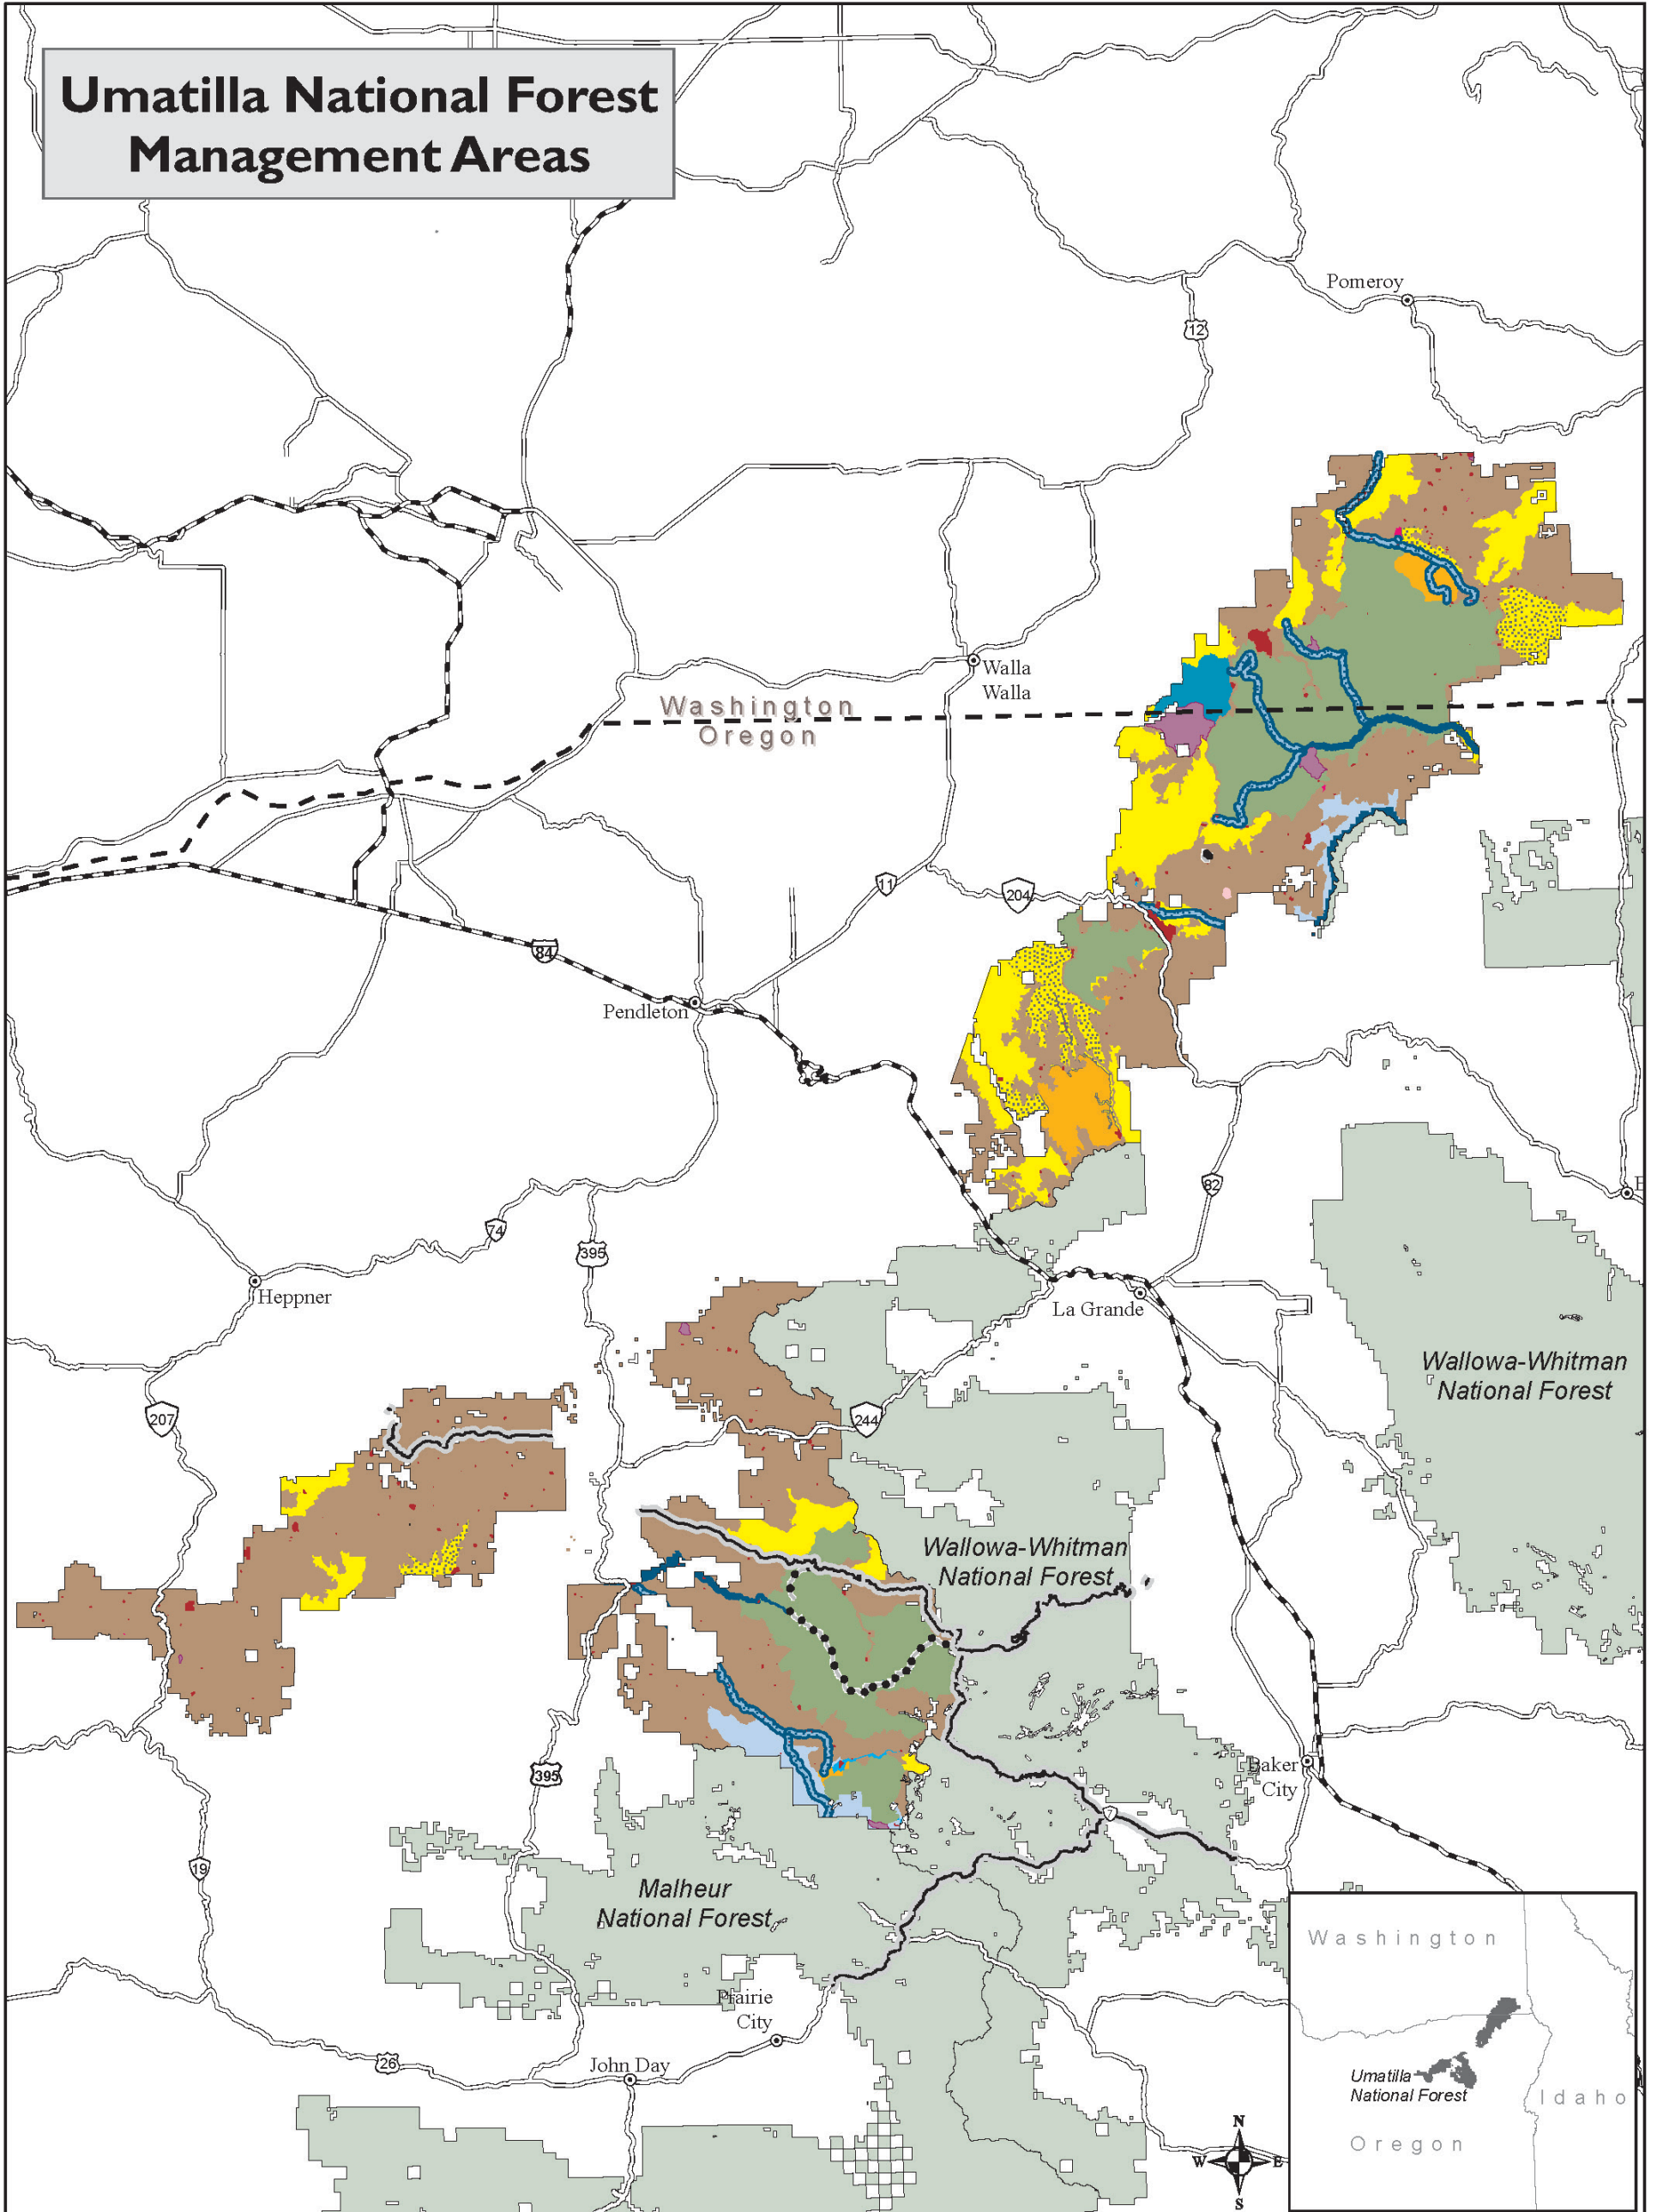 Umatilla National Forest
Management Areas
Pomeroy
12
Walla
Walla
Washington
Oregon
11
204
84
Pendleton
82
74
395
Heppner
La Grande
Wallowa-Whitman
National Forest
207
244
Wallowa-Whitman
National Forest
Baker
City
395
7
19
Malheur
National Forest
Washington
Prairie
City
26
John Day
Umatilla
National Forest
Idaho
Oregon
N
W
E
S